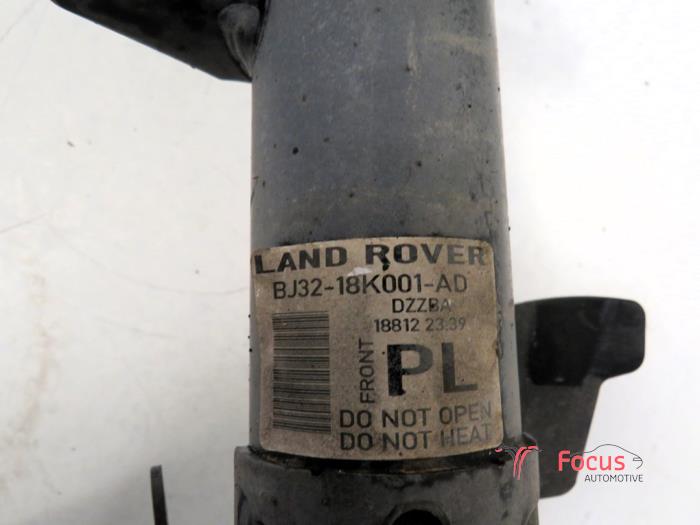 LAND ROVER
BJ32-18K001-AD
DZZBA
18812 23:39
FRONT
PL
DO NOT OPEN
DO NOT HEAT
Focus
AUTOMOTIVE